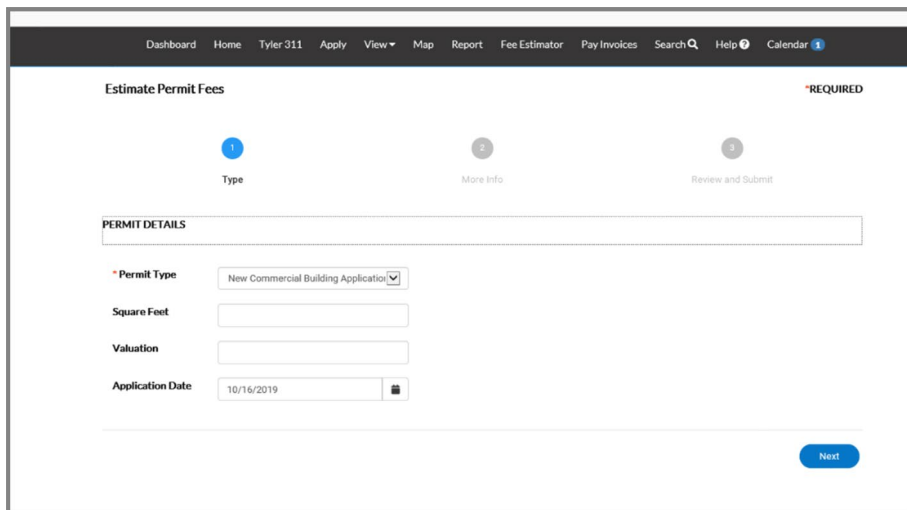 Dashboard Home Tyler 311 Apply View Map Report Fee Estimator Pay Invoices Search Help Calendar 1
Estimate Permit Fees *REQUIRED
1 2 3
Type More Info Review and Submit
PERMIT DETAILS
* Permit Type New Commercial Building Application
Square Feet
Valuation
Application Date 10/16/2019
Next